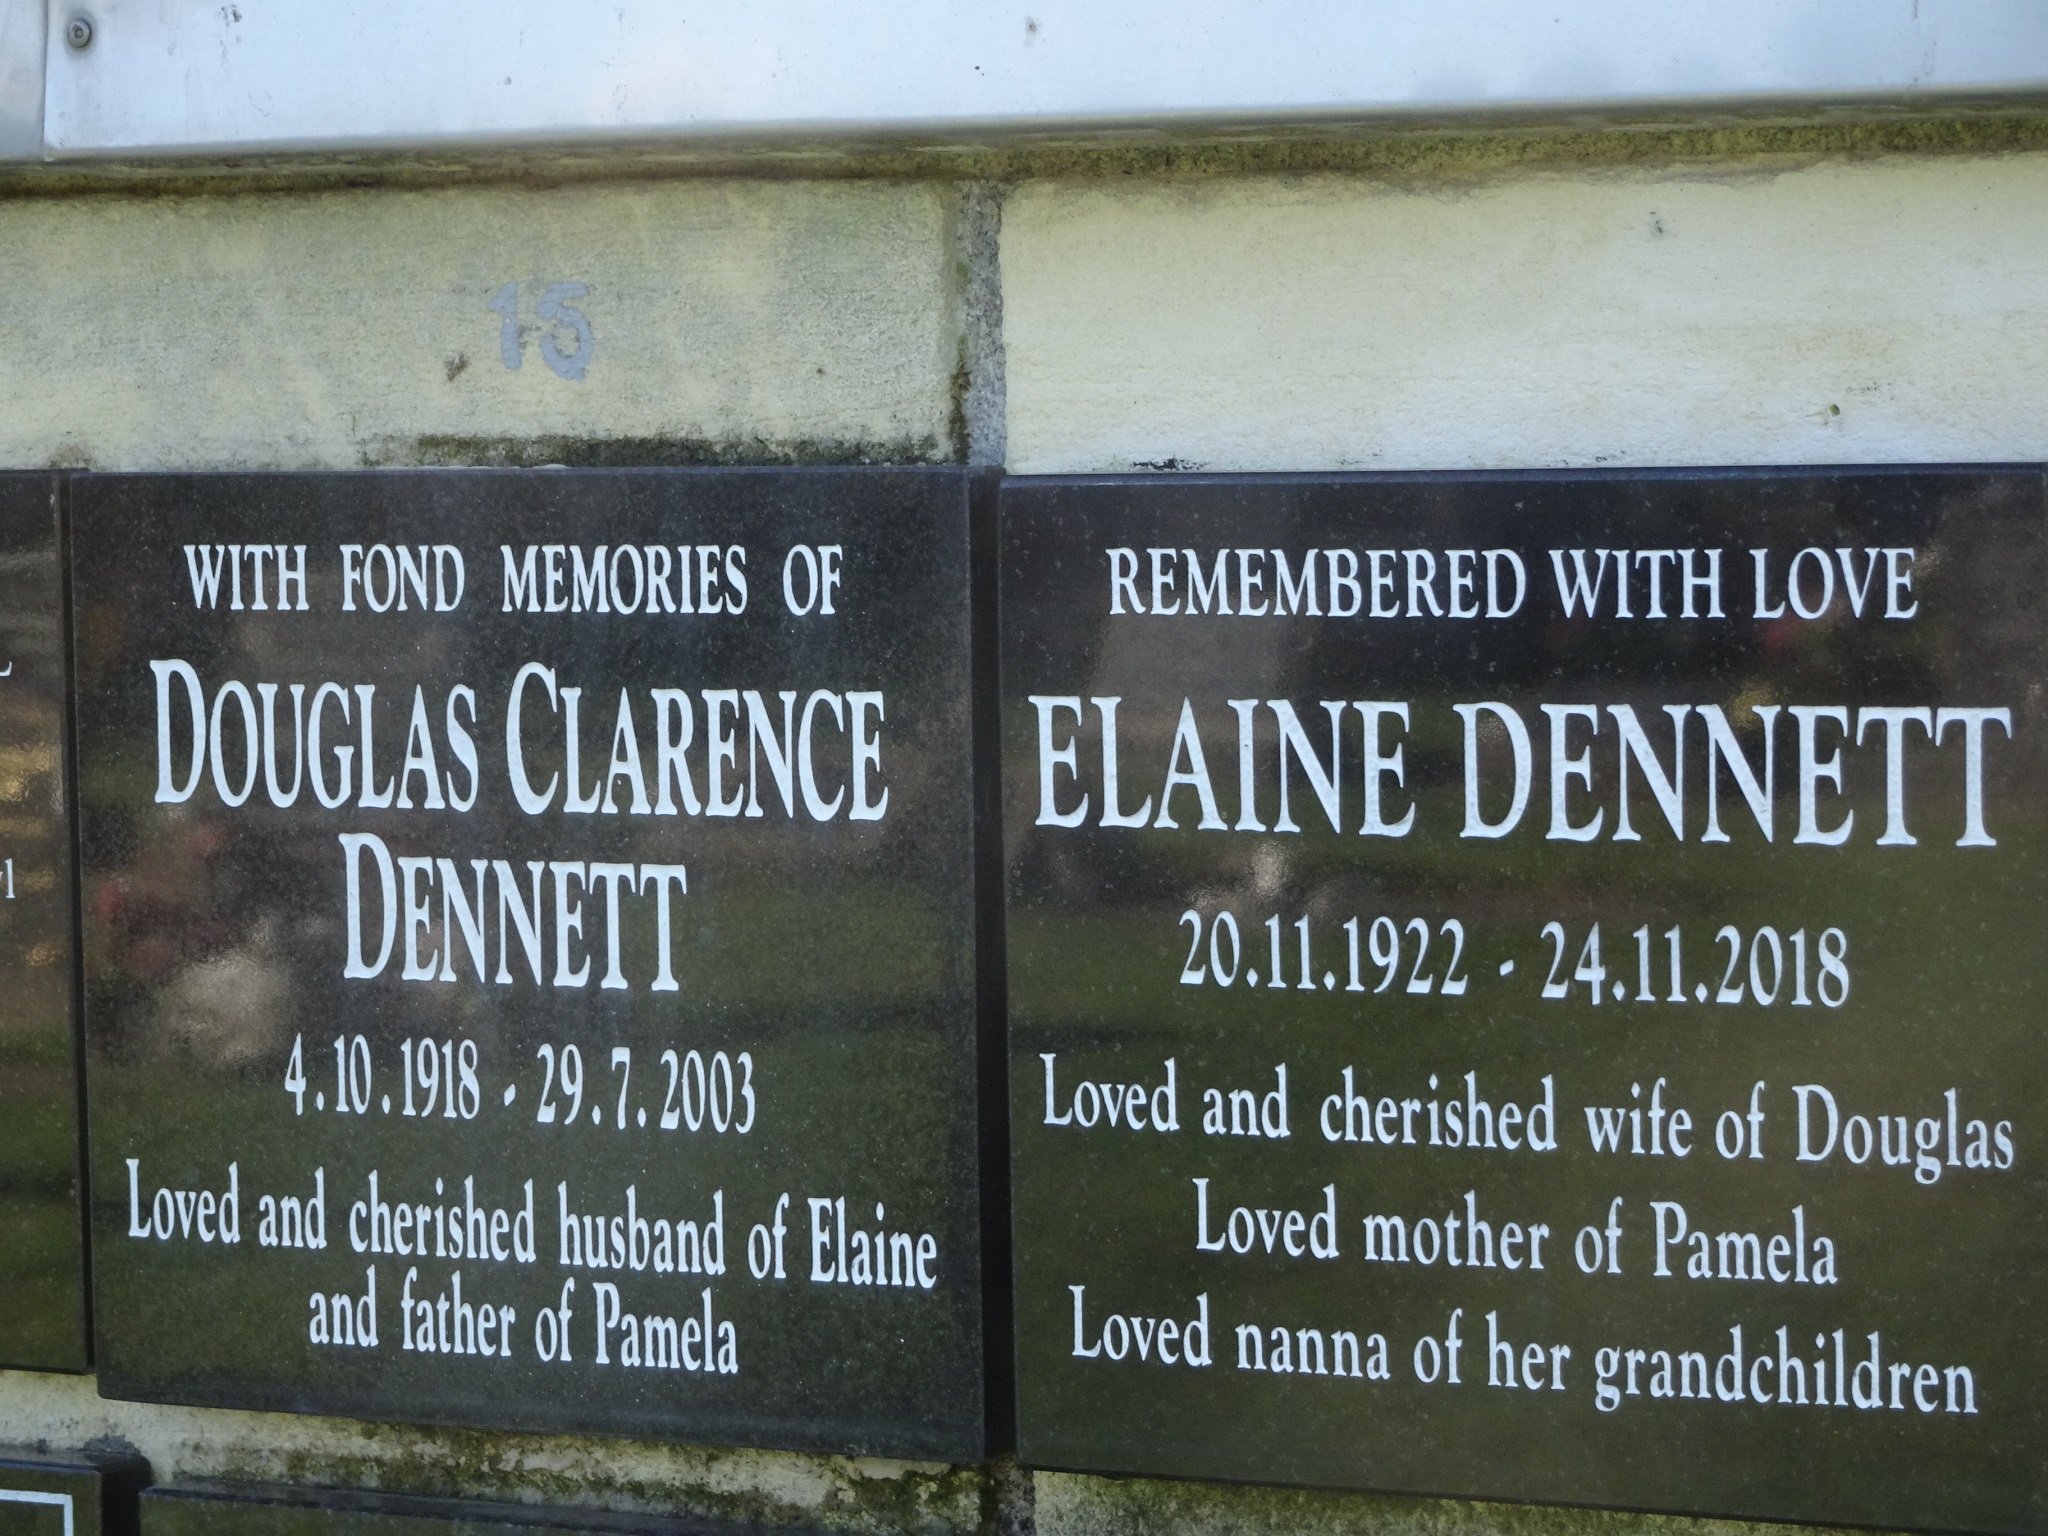 15
WITH FOND MEMORIES OF
DOUGLAS CLARENCE
DENNETT
4.10.1918 - 29.7.2003
Loved and cherished husband of Elaine
and father of Pamela
REMEMBERED WITH LOVE
ELAINE DENNETT
20.11.1922 - 24.11.2018
Loved and cherished wife of Douglas
Loved mother of Pamela
Loved nanna of her grandchildren